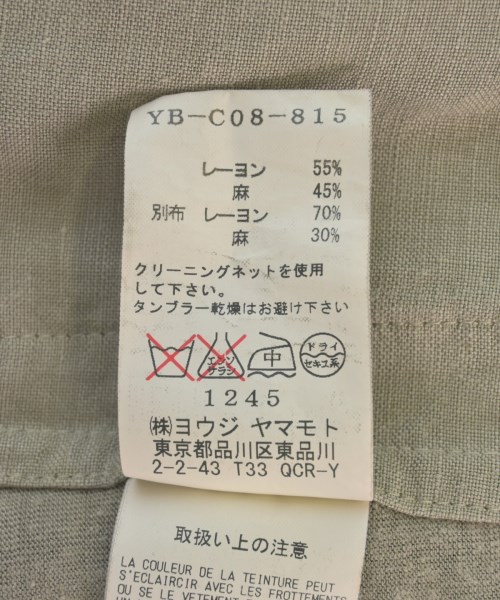 YB-C08-815
レーヨン 55%
麻 45%
別布 レーヨン 70%
麻 30%
クリーニングネットを使用
して下さい。
タンブラー乾燥はお避け下さい
エンソ サラシ 中 ドライ セキユ系
1245
㈱ヨウジ ヤマモト
東京都品川区東品川
2-2-43 T33 QCR-Y
取扱い上の注意
LA COULEUR DE LA TEINTURE PEUT
S'ECLAIRCIR AVEC LES FROTTEMENTS
OU SE LE VETEMENT